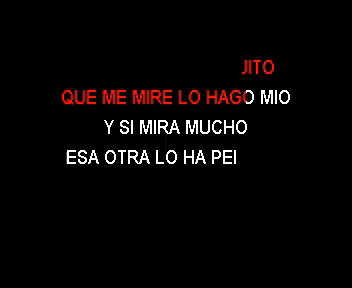 JITO
QUE ME MIRE LO HAGO MIO
Y SI MIRA MUCHO
ESA OTRA LO HA PEI